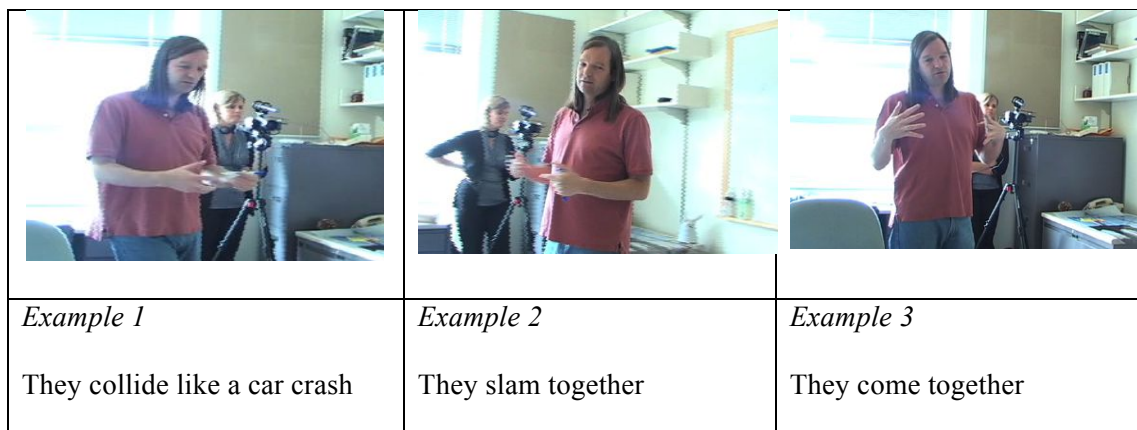 Example 1
They collide like a car crash
Example 2
They slam together
Example 3
They come together